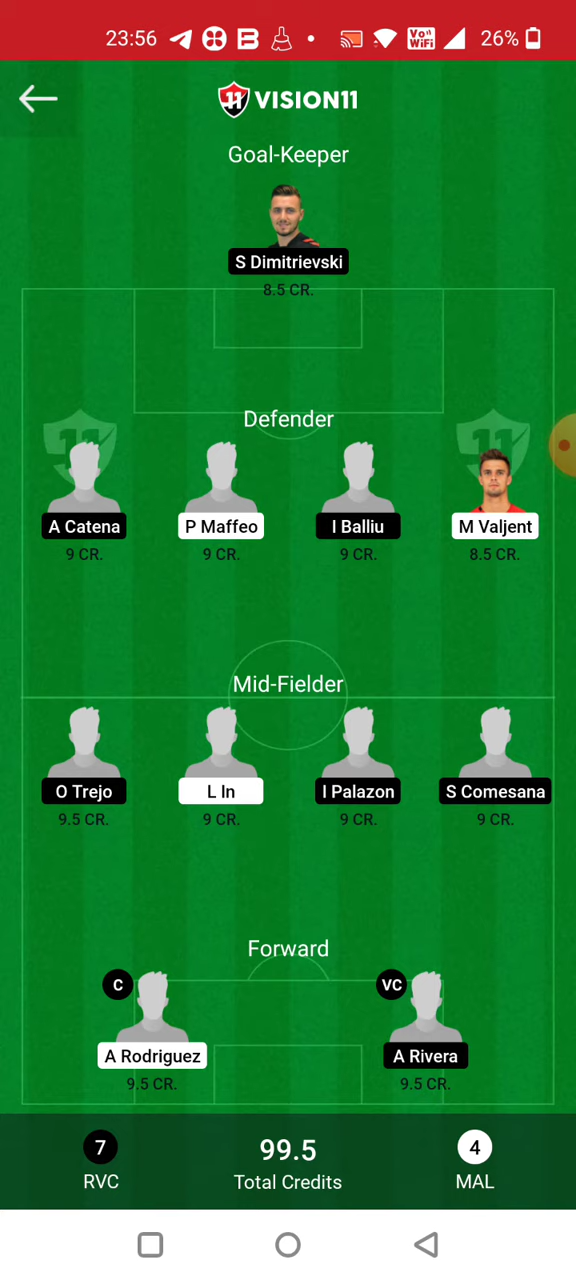 23:56 Vo)) WiFi 26%
11 VISION11
Goal-Keeper
S Dimitrievski
8.5 CR.
Defender
A Catena P Maffeo I Balliu M Valjent
9 CR. 9 CR. 9 CR. 8.5 CR.
Mid-Fielder
O Trejo L In I Palazon S Comesana
9.5 CR. 9 CR. 9 CR. 9 CR.
Forward
C VC
A Rodriguez A Rivera
9.5 CR. 9.5 CR.
7 99.5 4
RVC Total Credits MAL